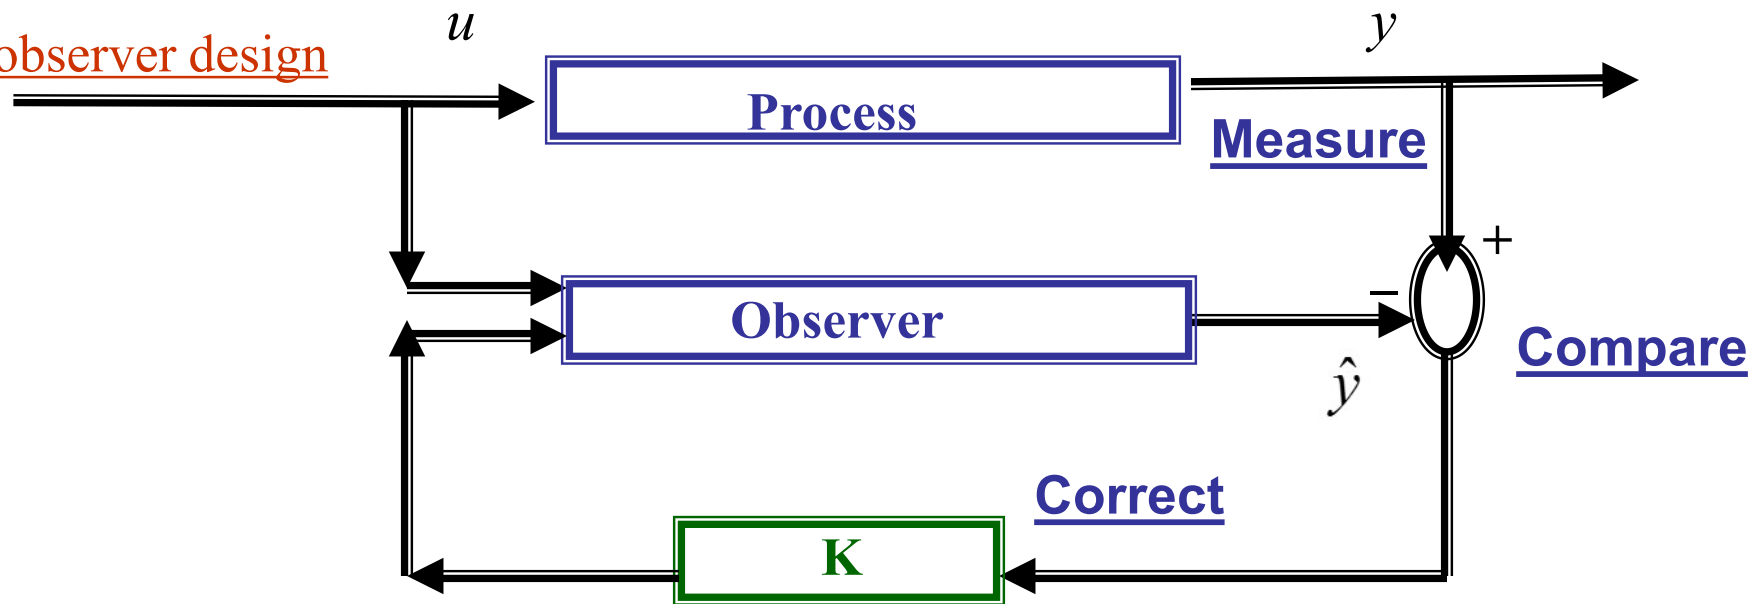 observer design
u
y
Process
Measure
+
−
Observer
Compare
ŷ
Correct
K